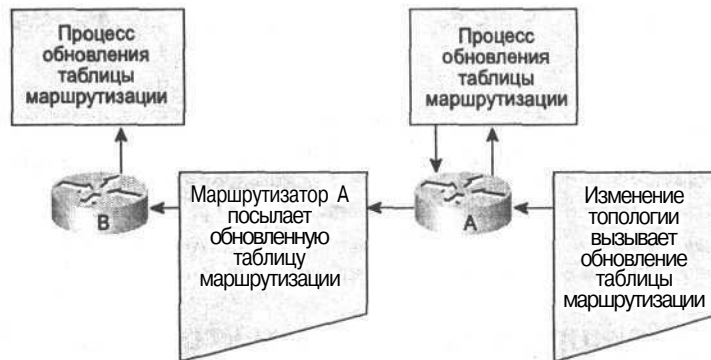 Процесс
обновления
таблицы
маршрутизации
Процесс
обновления
таблицы
маршрутизации
B
Маршрутизатор A
посылает
обновленную
таблицу
маршрутизации
A
Изменение
топологии
вызывает
обновление
таблицы
маршрутизации